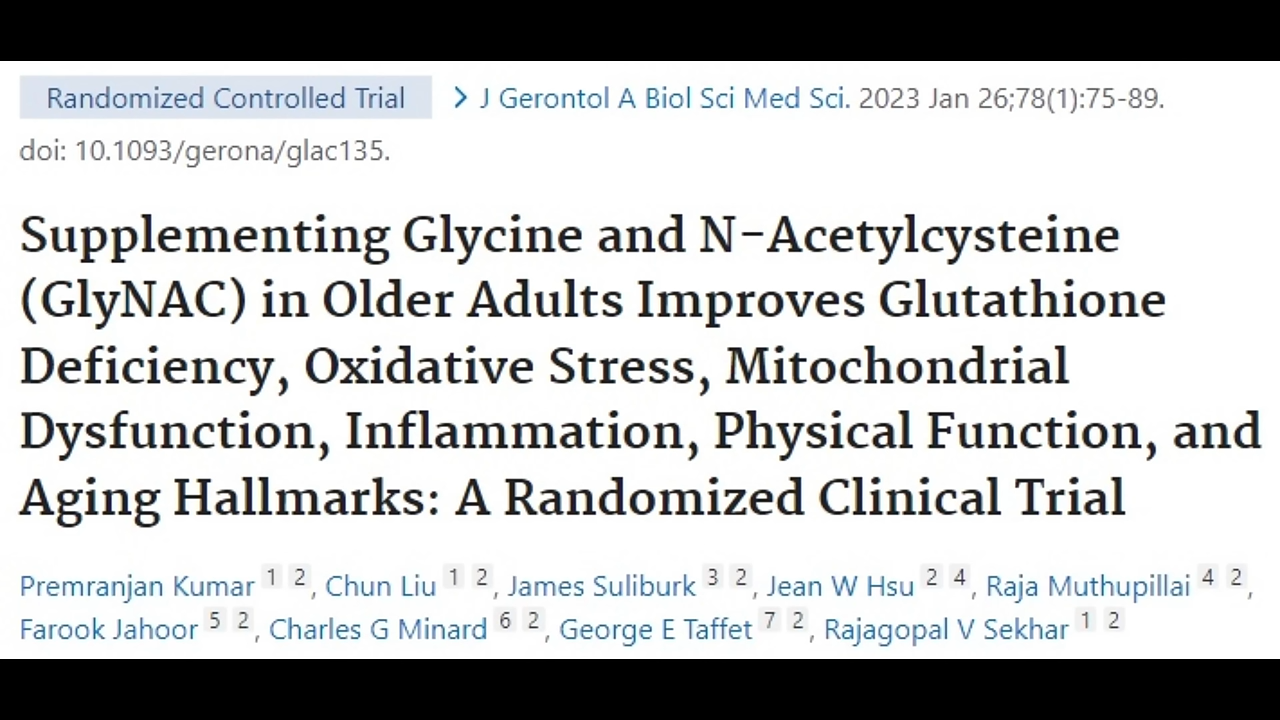 Randomized Controlled Trial > J Gerontol A Biol Sci Med Sci. 2023 Jan 26;78(1):75-89.
doi: 10.1093/gerona/glac135.
Supplementing Glycine and N-Acetylcysteine
(GlyNAC) in Older Adults Improves Glutathione
Deficiency, Oxidative Stress, Mitochondrial
Dysfunction, Inflammation, Physical Function, and
Aging Hallmarks: A Randomized Clinical Trial
Premranjan Kumar 1 2, Chun Liu 1 2, James Suliburk 3 2, Jean W Hsu 2 4, Raja Muthupillai 4 2,
Farook Jahoor 5 2, Charles G Minard 6 2, George E Taffet 7 2, Rajagopal V Sekhar 1 2